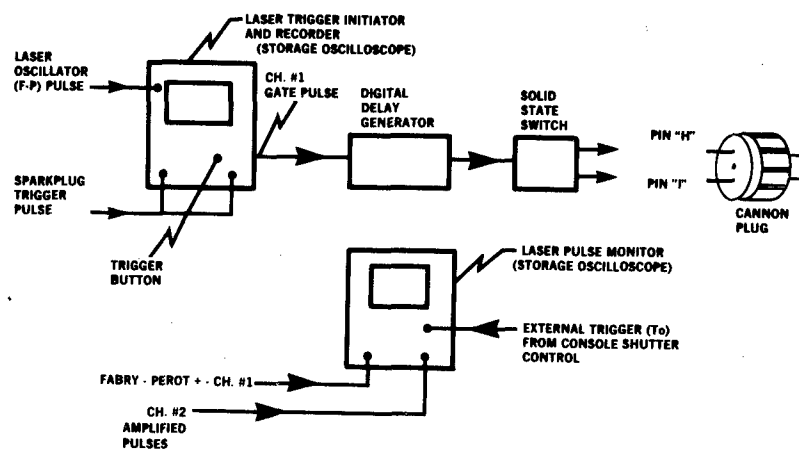 LASER TRIGGER INITIATOR
AND RECORDER
(STORAGE OSCILLOSCOPE)
LASER
OSCILLATOR
(F-P) PULSE
CH. #1
GATE PULSE
DIGITAL
DELAY
GENERATOR
SOLID
STATE
SWITCH
PIN "H"
PIN "I"
CANNON
PLUG
SPARKPLUG
TRIGGER
PULSE
TRIGGER
BUTTON
LASER PULSE MONITOR
(STORAGE OSCILLOSCOPE)
EXTERNAL TRIGGER (To)
FROM CONSOLE SHUTTER
CONTROL
FABRY - PEROT + - CH. #1
CH. #2
AMPLIFIED
PULSES